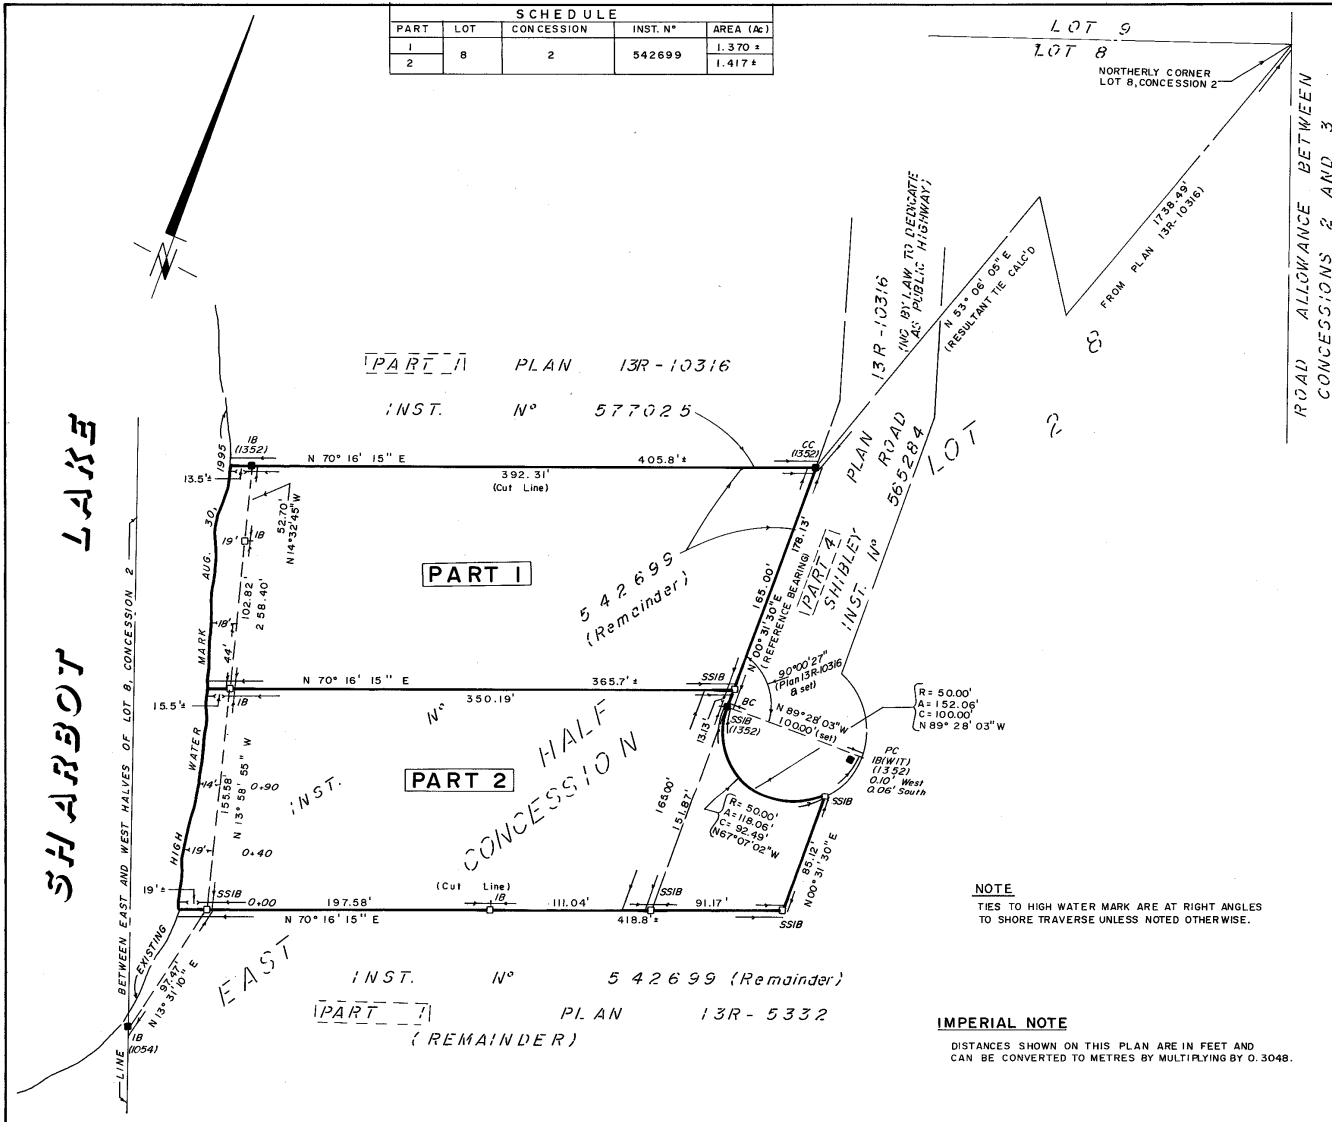 SCHEDULE
PART LOT CONCESSION INST. Nº AREA (Ac)
1 8 2 542699 1.370 ±
2 1.417 ±
LOT 9
LOT 8
NORTHERLY CORNER
LOT 8, CONCESSION 2
ROAD ALLOWANCE BETWEEN
CONCESSIONS 2 AND 3
1738.49'
FROM PLAN 13R-10316)
N 53° 06' 05" E
(RESULTANT TIE CALC'D
8
2
LOT
13R-10316
(NO BY LAW TO DEDICATE
AS PUBLIC HIGHWAY)
PLAN
ROAD
565284
PART 4
SHIBLEY
INST. Nº
N
PART 1 PLAN 13R-10316
INST. Nº 577025
SHARBOT LAKE
LINE BETWEEN EAST AND WEST HALVES OF LOT 8, CONCESSION 2
EXISTING HIGH WATER MARK AUG. 30, 1995
IB
(1352)
N 70° 16' 15" E 405.8'±
392.31'
(Cut Line)
CC
(1352)
13.5'±
52.70'
N 14°32'45" W
19' IB
102.82'
258.40'
18'
44'
PART 1
542699
(Remainder)
178.13'
165.00'
N 00° 31' 30" E
(REFERENCE BEARING)
N 70° 16' 15" E 365.7'±
SSIB
350.19'
15.5'±
IB
90°00'27"
(Plan 13R-10316
& set)
N 89° 28' 03" W
100.00' (set)
BC
SSIB
(1352)
13.13'
R= 50.00'
A= 152.06'
C= 100.00'
N 89° 28' 03" W
PC
IB(WIT)
(1352)
0.10' West
0.06' South
SSIB
R= 50.00'
A= 118.06'
C= 92.49'
N67°07'02"W
Nº
HALF
CONCESSION
INST.
PART 2
14'
0+90
155.58'
N 13° 58' 55" W
19'
0+40
19'±
SSIB
0+00
165.00'
151.87'
85.12'
N 00° 31' 30" E
197.58'
(Cut Line)
IB
111.04'
SSIB
91.17'
N 70° 16' 15" E 418.8'±
SSIB
97.47'
N 13° 31' 10" E
IB
(1054)
EAST
INST. Nº 542699 (Remainder)
PART 1 PLAN 13R-5332
(REMAINDER)
NOTE
TIES TO HIGH WATER MARK ARE AT RIGHT ANGLES
TO SHORE TRAVERSE UNLESS NOTED OTHERWISE.
IMPERIAL NOTE
DISTANCES SHOWN ON THIS PLAN ARE IN FEET AND
CAN BE CONVERTED TO METRES BY MULTIPLYING BY 0.3048.